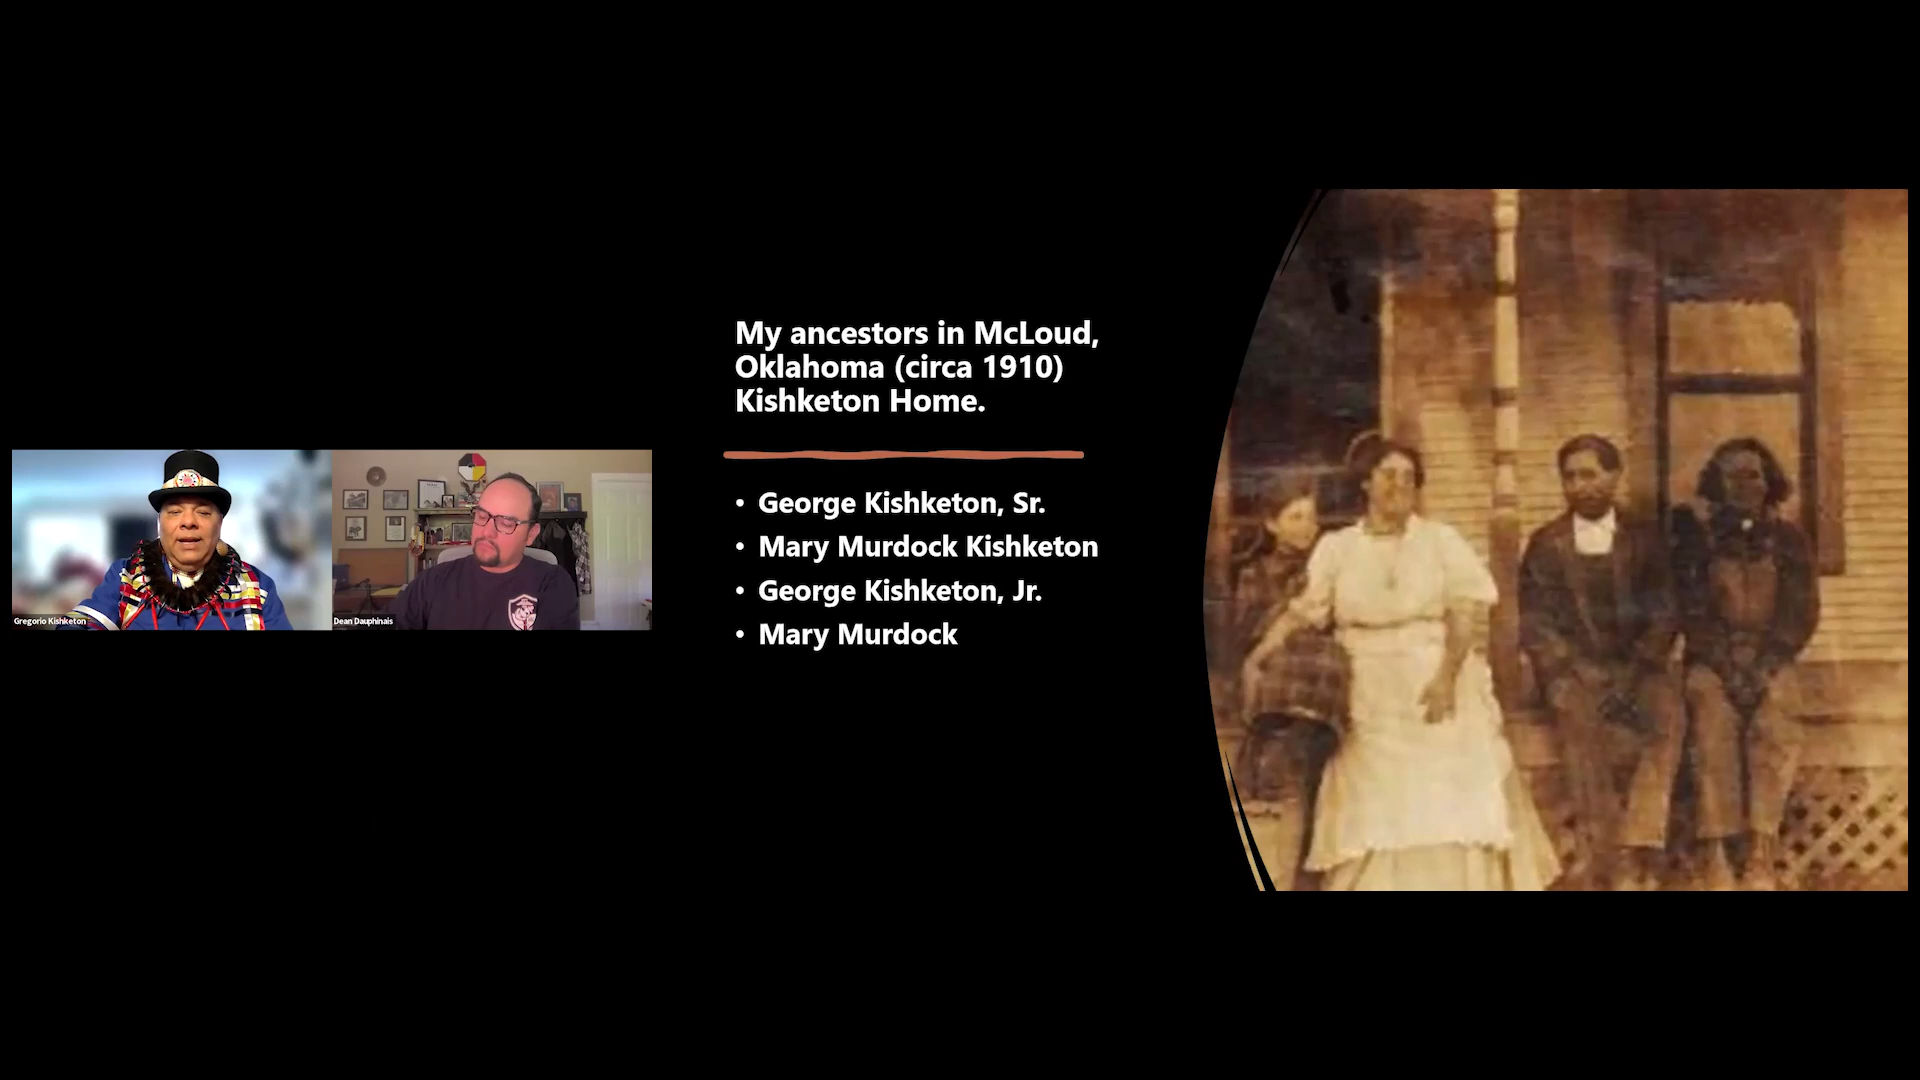 My ancestors in McLoud,
Oklahoma (circa 1910)
Kishketon Home.
• George Kishketon, Sr.
• Mary Murdock Kishketon
• George Kishketon, Jr.
• Mary Murdock
Gregorio Kishketon
Dean Dauphinais